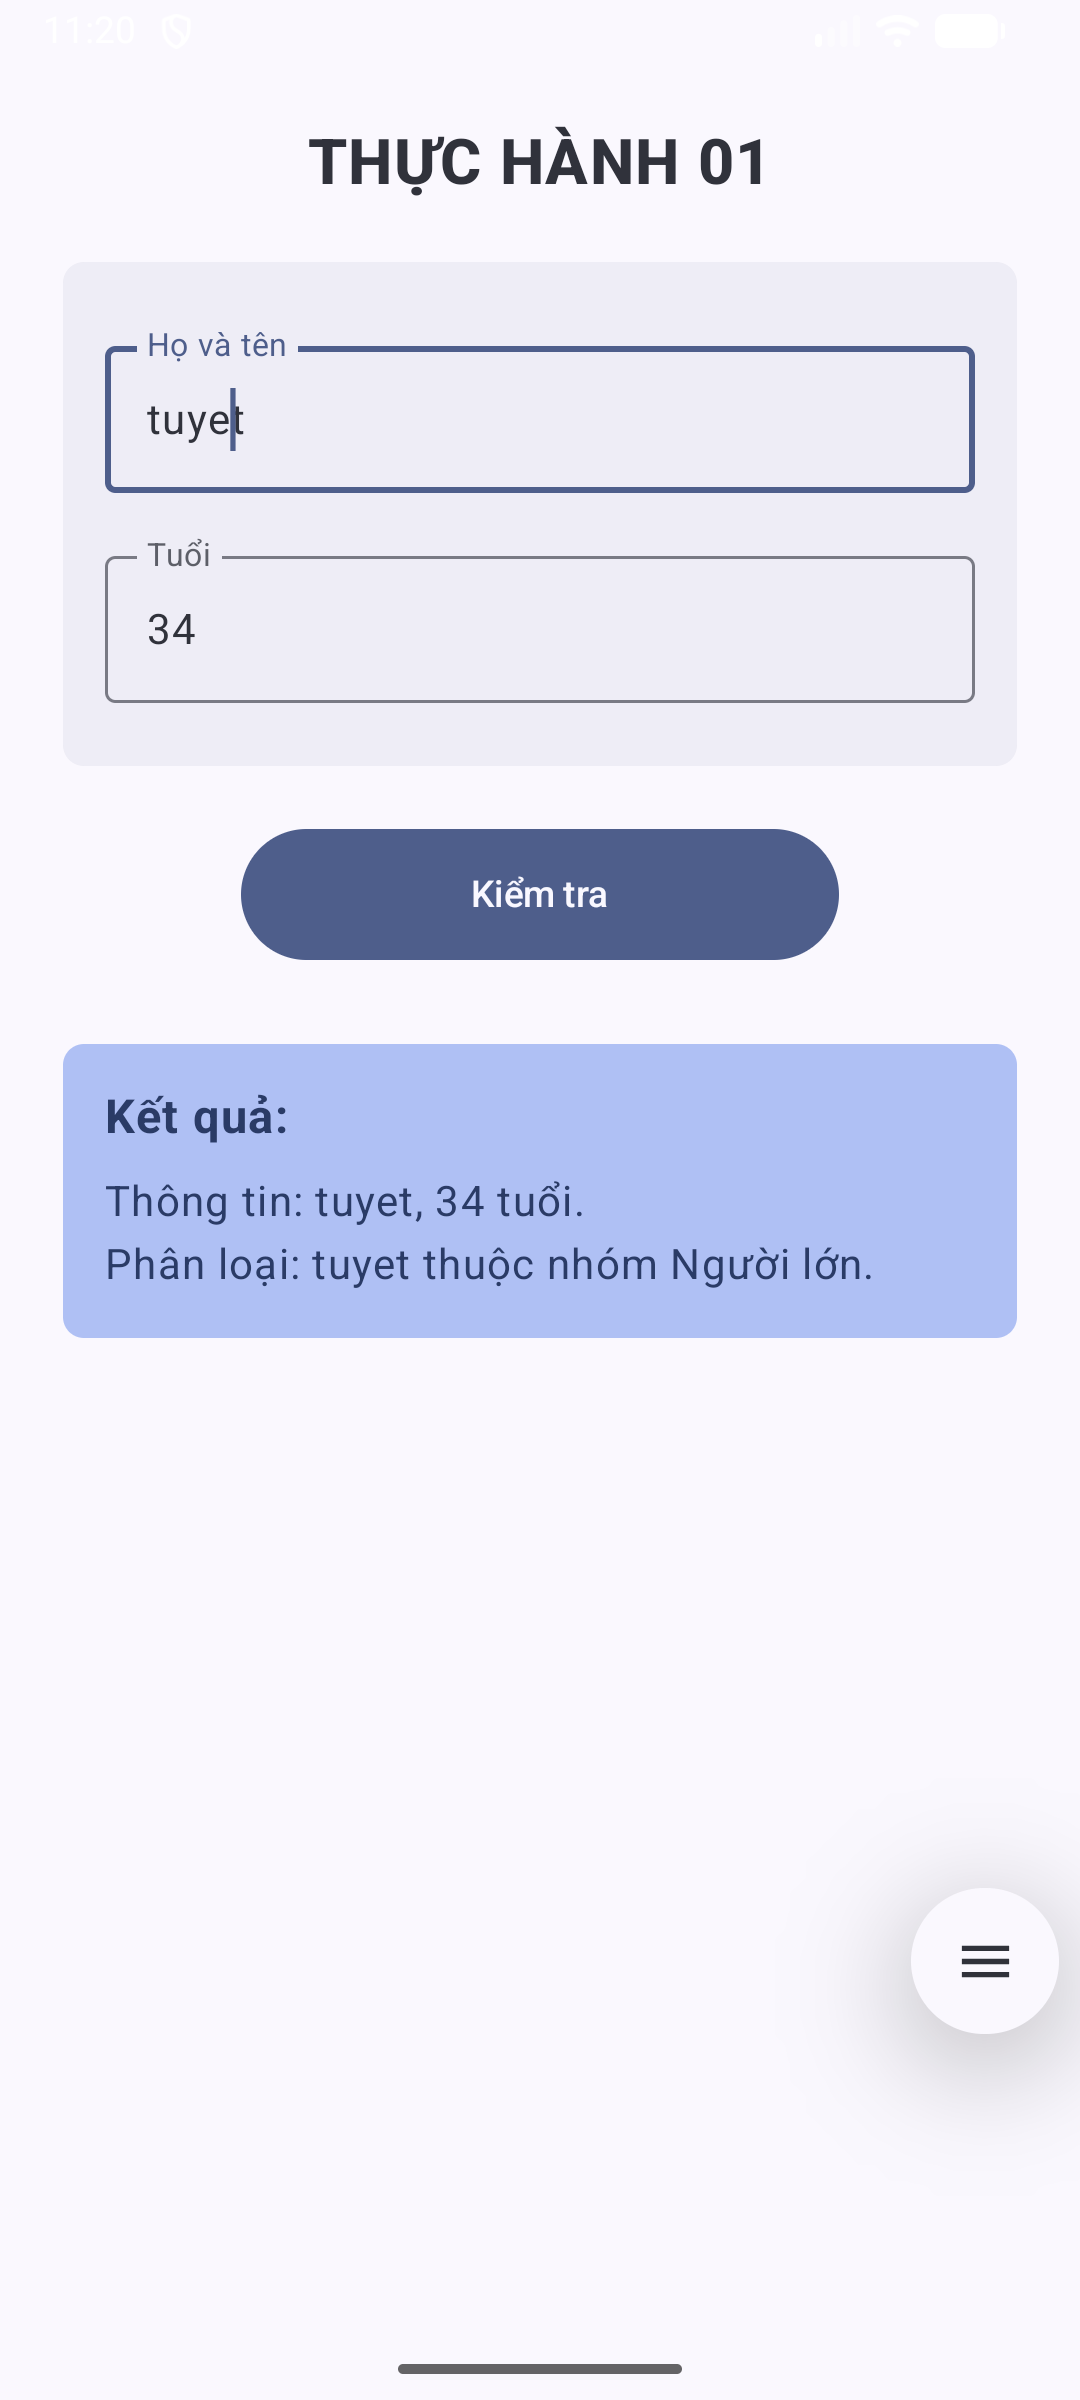 11:20
THỰC HÀNH 01
Họ và tên
tuyet
Tuổi
34
Kiểm tra
Kết quả:
Thông tin: tuyet, 34 tuổi.
Phân loại: tuyet thuộc nhóm Người lớn.